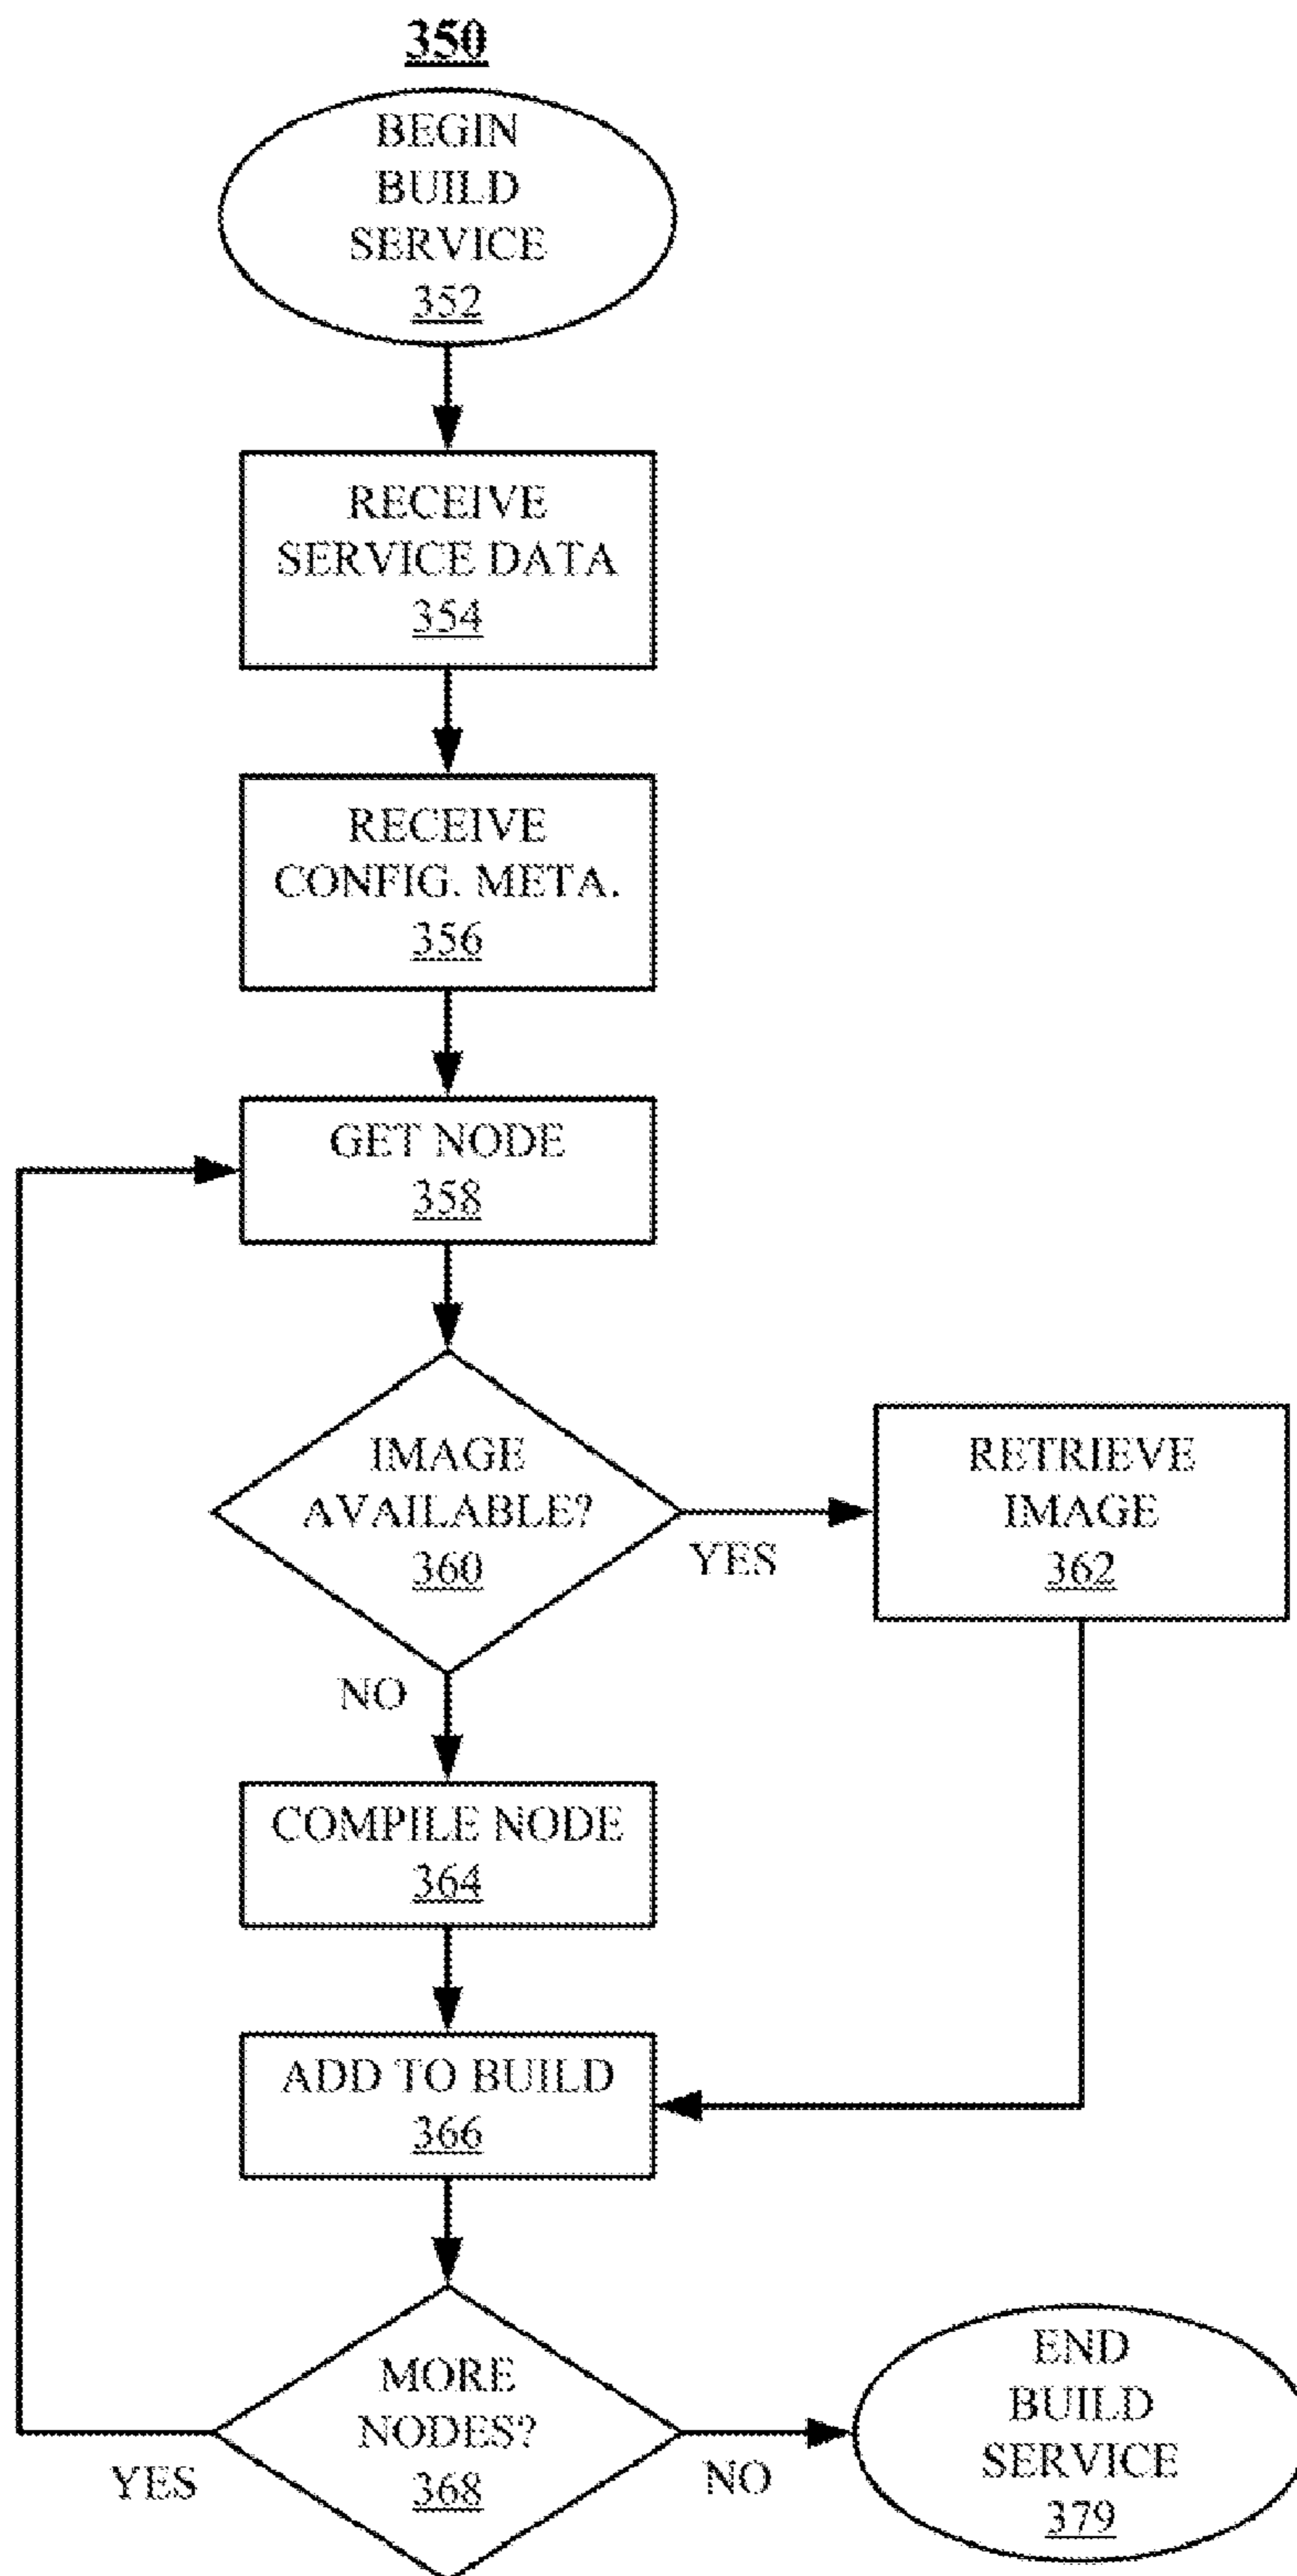 350
BEGIN
BUILD
SERVICE
352
RECEIVE
SERVICE DATA
354
RECEIVE
CONFIG. META.
356
GET NODE
358
IMAGE
AVAILABLE?
360
YES
RETRIEVE
IMAGE
362
NO
COMPILE NODE
364
ADD TO BUILD
366
MORE
NODES?
368
YES
NO
END
BUILD
SERVICE
379